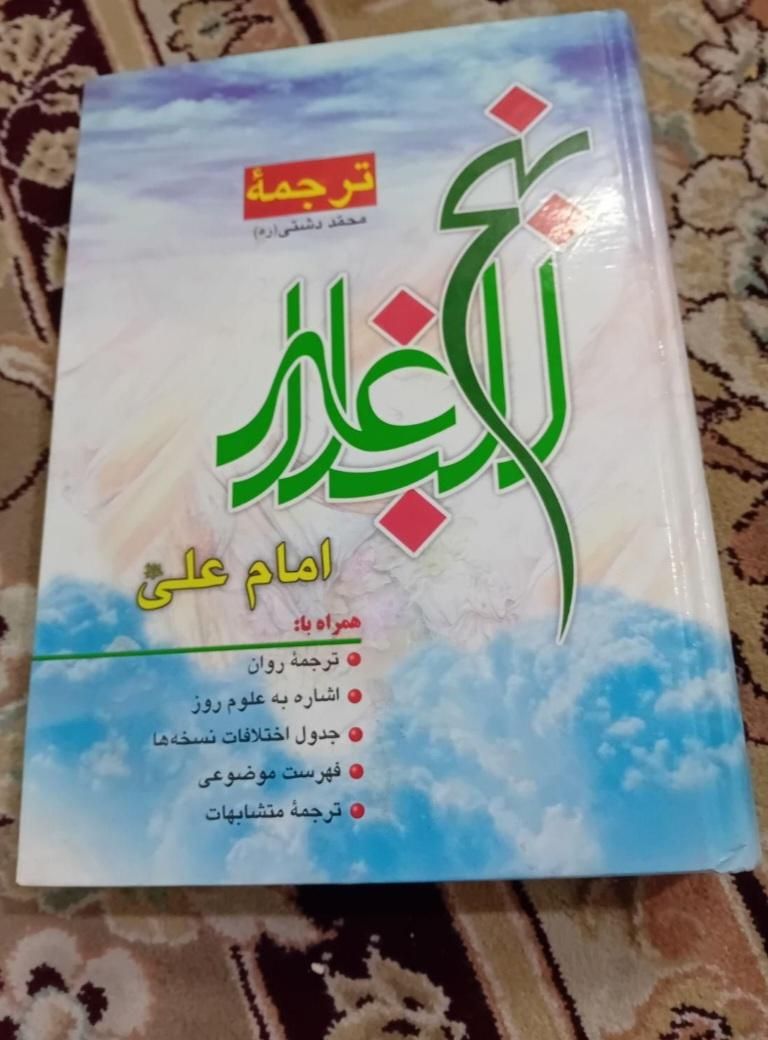 ترجمهٔ
محمّد دشتی(ره)
نهج
البلاغه
امام علی
همراه با:
ترجمهٔ روان
اشاره به علوم روز
جدول اختلافات نسخه‌ها
فهرست موضوعی
ترجمهٔ متشابهات